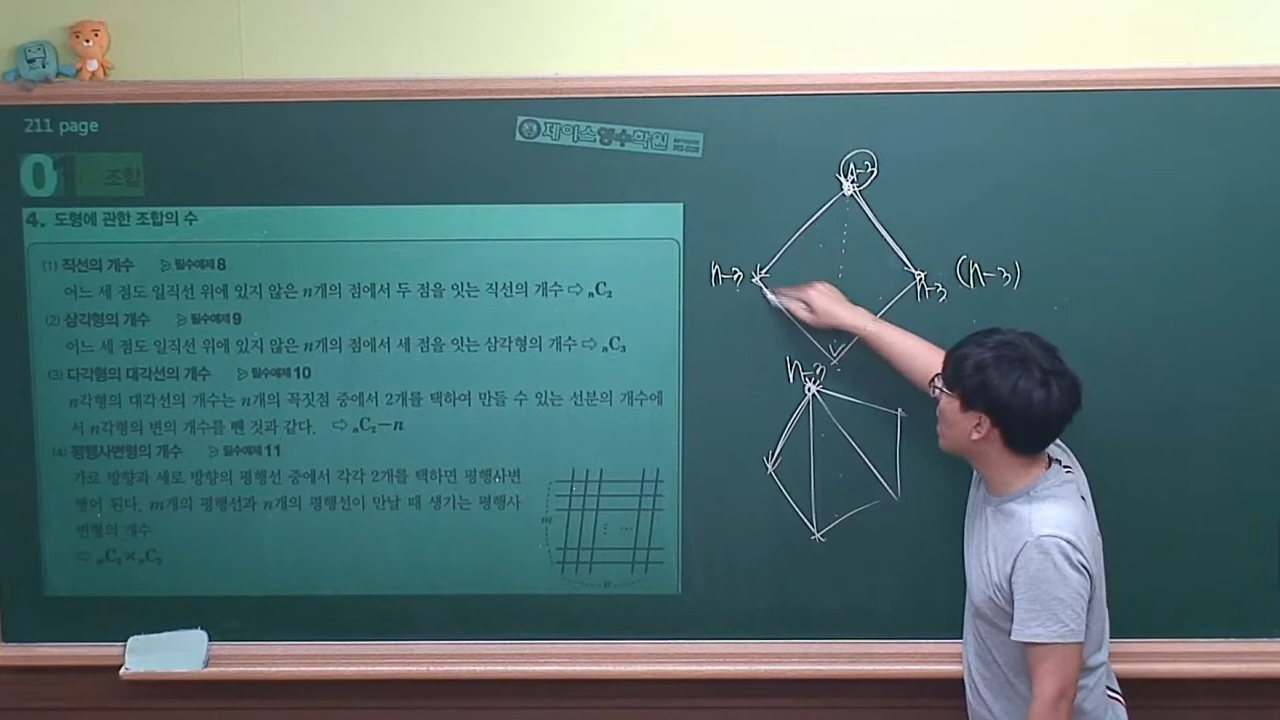 211 page
제이스영수학원
01 조합
4. 도형에 관한 조합의 수
(1) 직선의 개수 ▷ 필수예제 8
어느 세 점도 일직선 위에 있지 않은 n개의 점에서 두 점을 잇는 직선의 개수 ⇨ ₙC₂
(2) 삼각형의 개수 ▷ 필수예제 9
어느 세 점도 일직선 위에 있지 않은 n개의 점에서 세 점을 잇는 삼각형의 개수 ⇨ ₙC₃
(3) 다각형의 대각선의 개수 ▷ 필수예제 10
n각형의 대각선의 개수는 n개의 꼭짓점 중에서 2개를 택하여 만들 수 있는 선분의 개수에
서 n각형의 변의 개수를 뺀 것과 같다. ⇨ ₙC₂-n
(4) 평행사변형의 개수 ▷ 필수예제 11
가로 방향과 세로 방향의 평행선 중에서 각각 2개를 택하면 평행사변
형이 된다. m개의 평행선과 n개의 평행선이 만날 때 생기는 평행사
변형의 개수
⇨ ₘC₂×ₙC₂
m
n
n-3
n-3
(n-3)